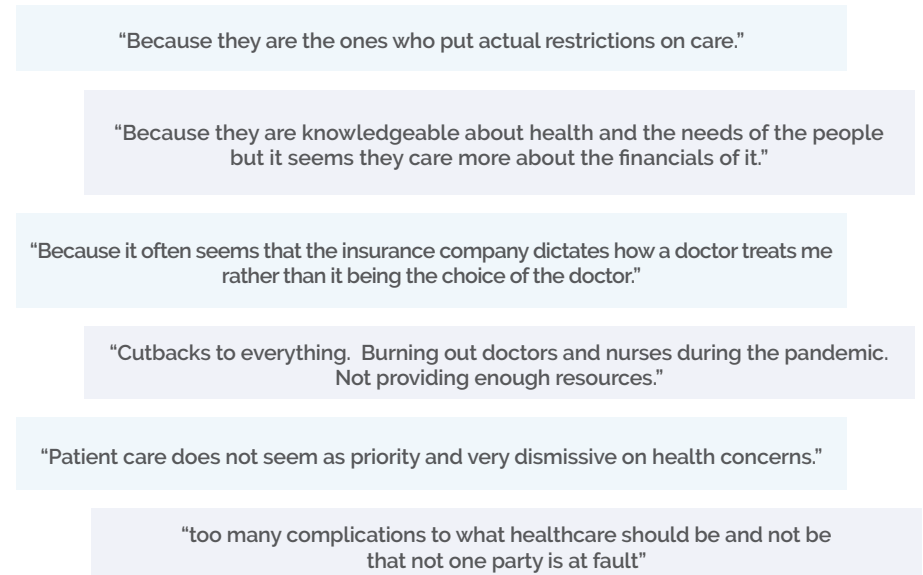 “Because they are the ones who put actual restrictions on care.”
“Because they are knowledgeable about health and the needs of the people
but it seems they care more about the financials of it.”
“Because it often seems that the insurance company dictates how a doctor treats me
rather than it being the choice of the doctor.”
“Cutbacks to everything.  Burning out doctors and nurses during the pandemic.
Not providing enough resources.”
“Patient care does not seem as priority and very dismissive on health concerns.”
“too many complications to what healthcare should be and not be
that not one party is at fault”